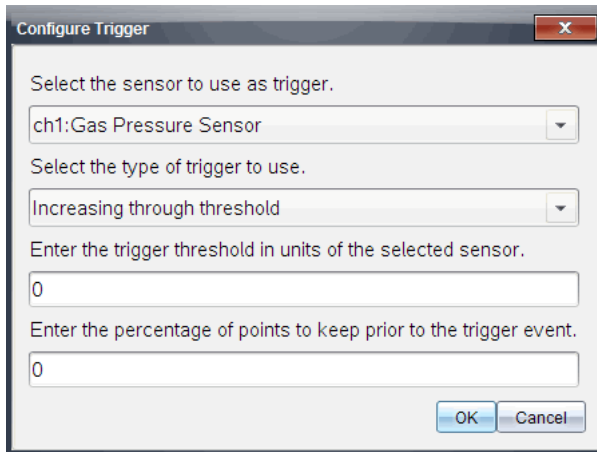 Configure Trigger
Select the sensor to use as trigger.
ch1:Gas Pressure Sensor
Select the type of trigger to use.
Increasing through threshold
Enter the trigger threshold in units of the selected sensor.
0
Enter the percentage of points to keep prior to the trigger event.
0
OK Cancel